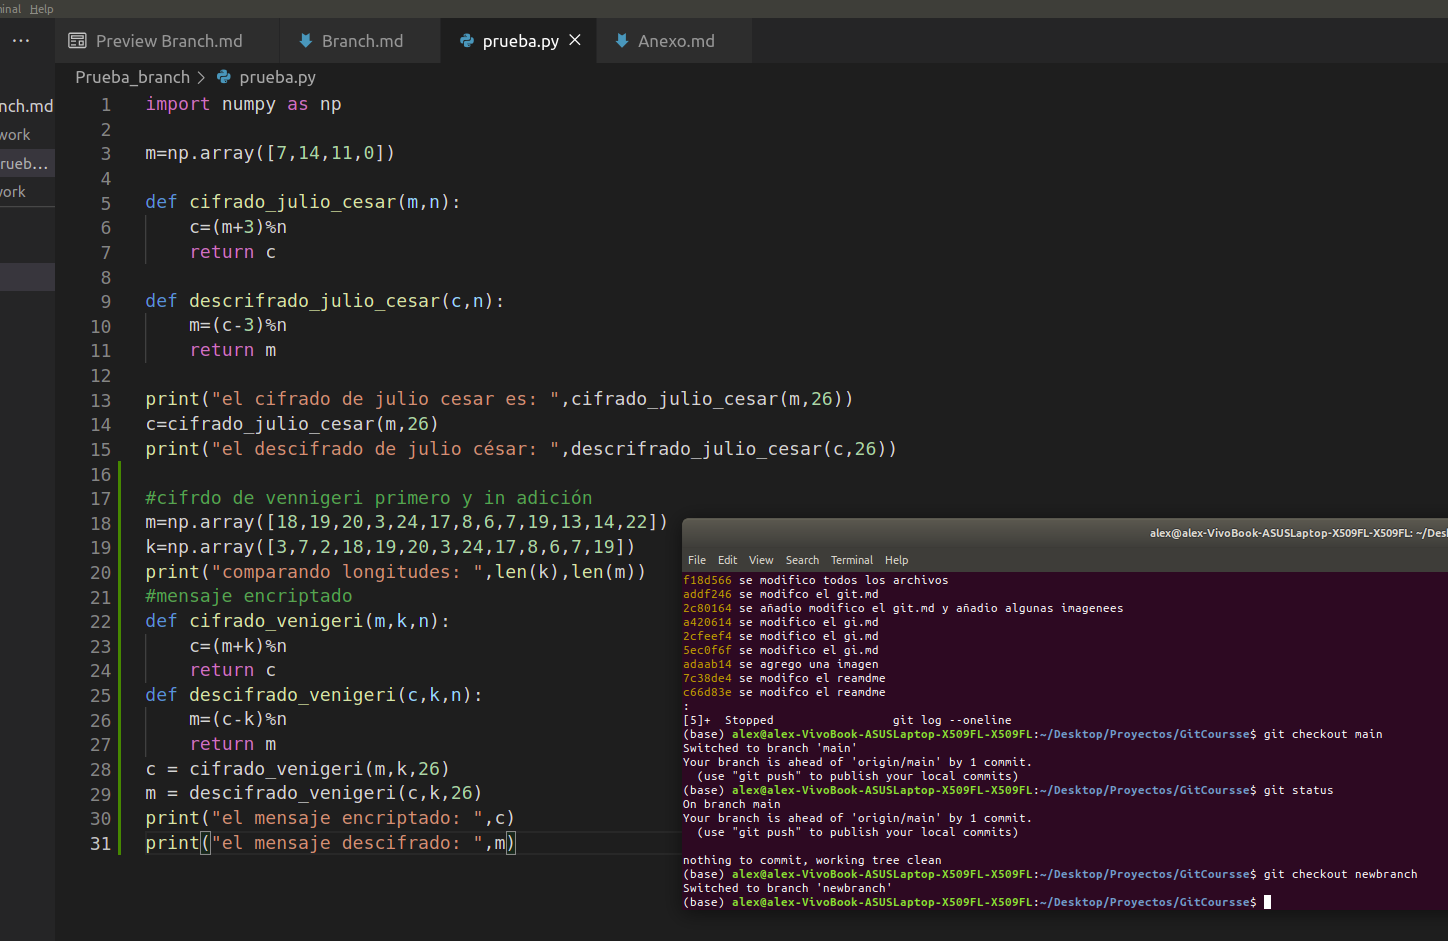 inal Help
... Preview Branch.md Branch.md prueba.py × Anexo.md
Prueba_branch > prueba.py
nch.md
work
rueb...
work
1 import numpy as np
2
3 m=np.array([7,14,11,0])
4
5 def cifrado_julio_cesar(m,n):
6     c=(m+3)%n
7     return c
8
9 def descrifrado_julio_cesar(c,n):
10     m=(c-3)%n
11     return m
12
13 print("el cifrado de julio cesar es: ",cifrado_julio_cesar(m,26))
14 c=cifrado_julio_cesar(m,26)
15 print("el descifrado de julio césar: ",descrifrado_julio_cesar(c,26))
16
17 #cifrdo de vennigeri primero y in adición
18 m=np.array([18,19,20,3,24,17,8,6,7,19,13,14,22])
19 k=np.array([3,7,2,18,19,20,3,24,17,8,6,7,19])
20 print("comparando longitudes: ",len(k),len(m))
21 #mensaje encriptado
22 def cifrado_venigeri(m,k,n):
23     c=(m+k)%n
24     return c
25 def descifrado_venigeri(c,k,n):
26     m=(c-k)%n
27     return m
28 c = cifrado_venigeri(m,k,26)
29 m = descifrado_venigeri(c,k,26)
30 print("el mensaje encriptado: ",c)
31 print("el mensaje descifrado: ",m)
alex@alex-VivoBook-ASUSLaptop-X509FL-X509FL: ~/Des
File Edit View Search Terminal Help
f18d566 se modifico todos los archivos
addf246 se modifco el git.md
2c80164 se añadio modifico el git.md y añadio algunas imagenees
a420614 se modifico el gi.md
2cfeef4 se modifico el gi.md
5ec0f6f se modifico el gi.md
adaab14 se agrego una imagen
7c38de4 se modifco el reamdme
c66d83e se modifco el reamdme
:
[5]+  Stopped                 git log --oneline
(base) alex@alex-VivoBook-ASUSLaptop-X509FL-X509FL:~/Desktop/Proyectos/GitCoursse$ git checkout main
Switched to branch 'main'
Your branch is ahead of 'origin/main' by 1 commit.
  (use "git push" to publish your local commits)
(base) alex@alex-VivoBook-ASUSLaptop-X509FL-X509FL:~/Desktop/Proyectos/GitCoursse$ git status
On branch main
Your branch is ahead of 'origin/main' by 1 commit.
  (use "git push" to publish your local commits)

nothing to commit, working tree clean
(base) alex@alex-VivoBook-ASUSLaptop-X509FL-X509FL:~/Desktop/Proyectos/GitCoursse$ git checkout newbranch
Switched to branch 'newbranch'
(base) alex@alex-VivoBook-ASUSLaptop-X509FL-X509FL:~/Desktop/Proyectos/GitCoursse$